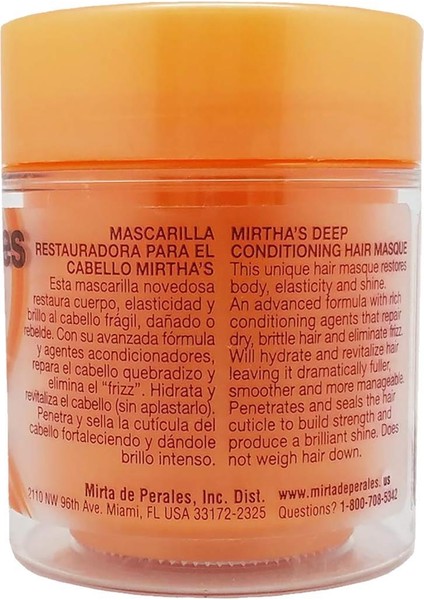 es
MASCARILLA
RESTAURADORA PARA EL
CABELLO MIRTHA'S
Esta mascarilla novedosa
restaura cuerpo, elasticidad y
brillo al cabello frágil, dañado o
rebelde. Con su avanzada fórmula
y agentes acondicionadores,
repara el cabello quebradizo y
elimina el "frizz". Hidrata y
revitaliza el cabello (sin aplastarlo).
Penetra y sella la cutícula del
cabello fortaleciendo y dándole
brillo intenso.
MIRTHA'S DEEP
CONDITIONING HAIR MASQUE
This unique hair masque restores
body, elasticity and shine.
An advanced formula with rich
conditioning agents that repair
dry, brittle hair and eliminate frizz.
Will hydrate and revitalize hair
leaving it dramatically fuller,
smoother and more manageable.
Penetrates and seals the hair
cuticle to build strength and
produce a brilliant shine. Does
not weigh hair down.
Mirta de Perales, Inc. Dist. www.mirtadeperales.us
2110 NW 96th Ave. Miami, FL USA 33172-2325 Questions? 1-800-708-5342